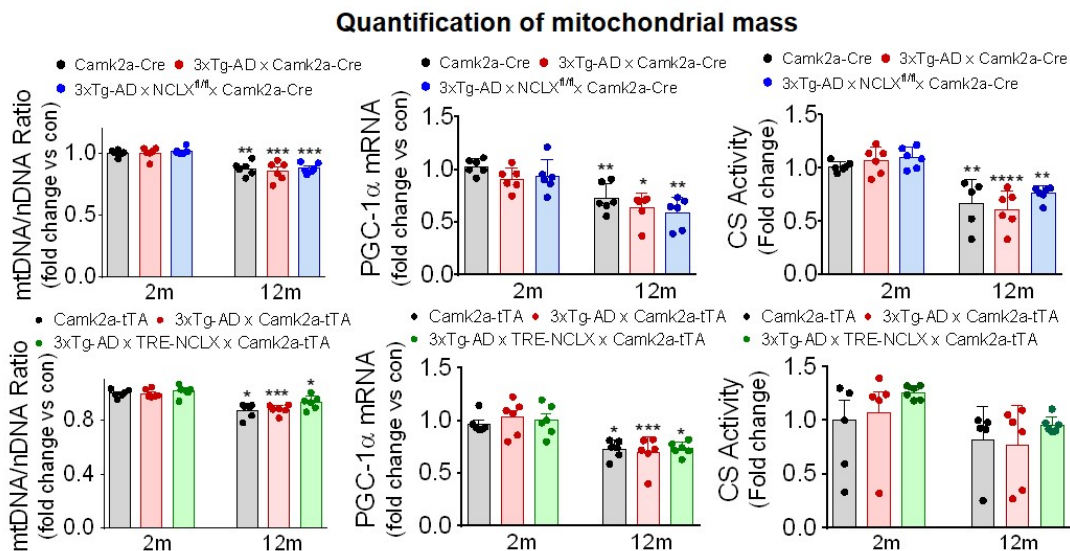 Quantification of mitochondrial mass
Camk2a-Cre 3xTg-AD x Camk2a-Cre
3xTg-AD x NCLXfl/fl x Camk2a-Cre
mtDNA/nDNA Ratio
(fold change vs con)
1.0
0.0
** *** ***
2m 12m
Camk2a-Cre 3xTg-AD x Camk2a-Cre
3xTg-AD x NCLXfl/fl x Camk2a-Cre
PGC-1α mRNA
(fold change vs con)
1.5
1.0
0.5
0.0
** * **
2m 12m
Camk2a-Cre 3xTg-AD x Camk2a-Cre
3xTg-AD x NCLXfl/fl x Camk2a-Cre
CS Activity
(Fold change)
1.5
1.0
0.5
0.0
** **** **
2m 12m
Camk2a-tTA 3xTg-AD x Camk2a-tTA
3xTg-AD x TRE-NCLX x Camk2a-tTA
mtDNA/nDNA Ratio
(fold change vs con)
0.8
0.0
* *** *
2m 12m
Camk2a-tTA 3xTg-AD x Camk2a-tTA
3xTg-AD x TRE-NCLX x Camk2a-tTA
PGC-1α mRNA
(fold change vs con)
1.5
1.0
0.5
0.0
* *** *
2m 12m
Camk2a-tTA 3xTg-AD x Camk2a-tTA
3xTg-AD x TRE-NCLX x Camk2a-tTA
CS Activity
(Fold change)
1.5
1.0
0.5
0.0
2m 12m